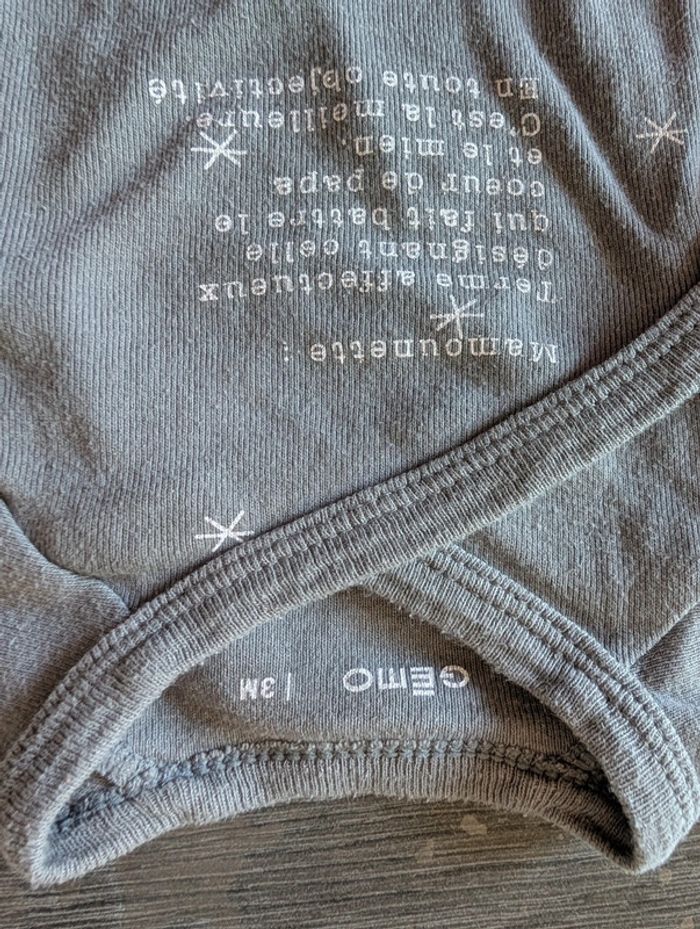 Mamounette :
Terme affectueux
désignant celle
qui fait battre le
coeur de papa
et le mien.
C'est la meilleure.
En toute objectivité
GEMO | 3M